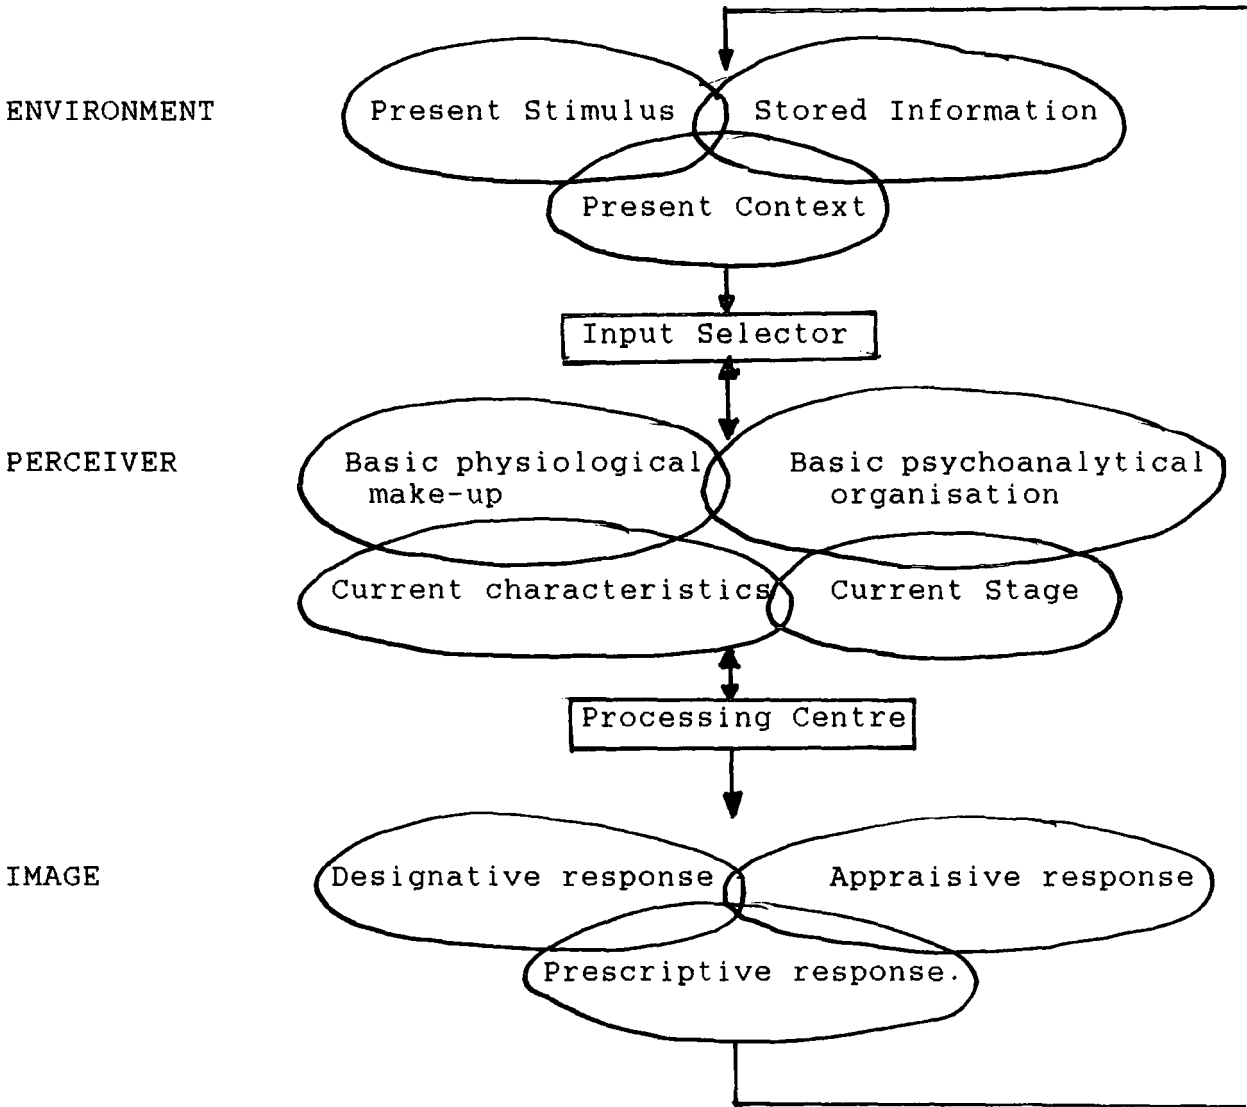 ENVIRONMENT
Present Stimulus
Stored Information
Present Context
Input Selector
PERCEIVER
Basic physiological
make-up
Basic psychoanalytical
organisation
Current characteristics
Current Stage
Processing Centre
IMAGE
Designative response
Appraisive response
Prescriptive response.